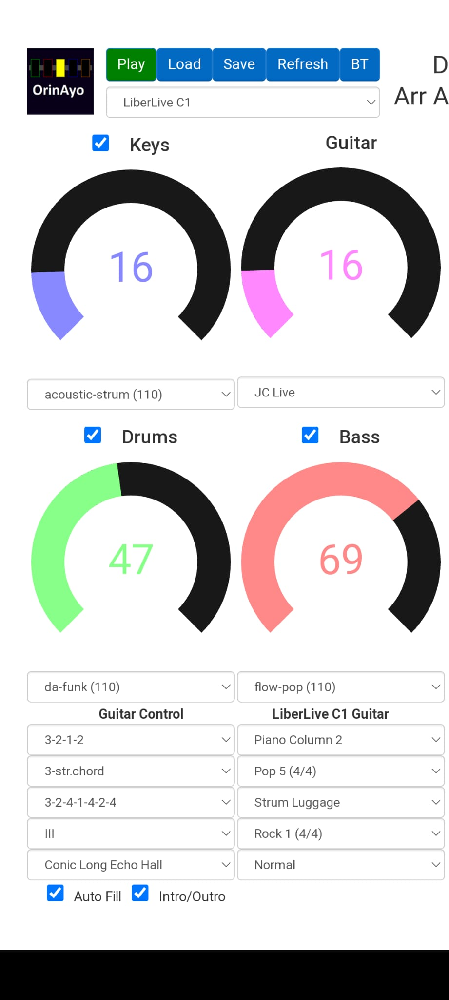 Play Load Save Refresh BT
D
OrinAyo
LiberLive C1
Arr A
Keys
Guitar
16
16
acoustic-strum (110)
JC Live
Drums
Bass
47
69
da-funk (110)
flow-pop (110)
Guitar Control
LiberLive C1 Guitar
3-2-1-2
Piano Column 2
3-str.chord
Pop 5 (4/4)
3-2-4-1-4-2-4
Strum Luggage
III
Rock 1 (4/4)
Conic Long Echo Hall
Normal
Auto Fill
Intro/Outro